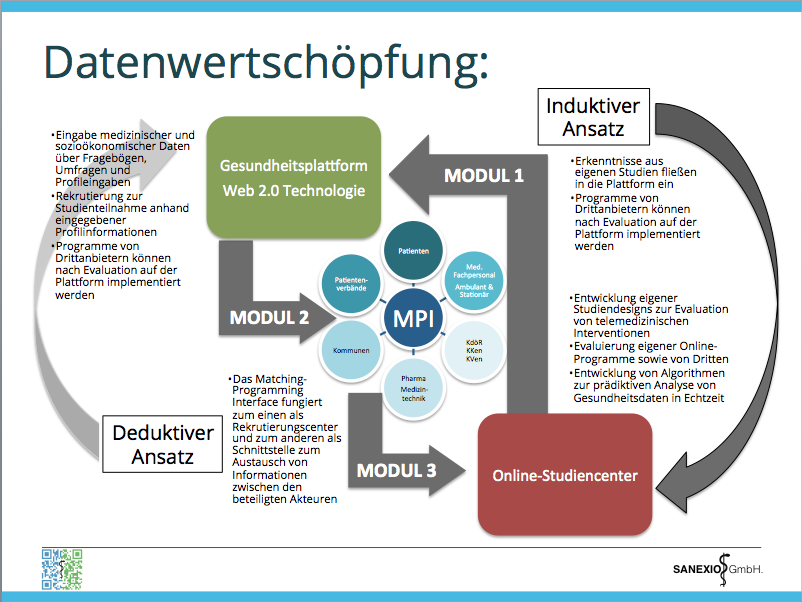 Datenwertschöpfung:
Induktiver
Ansatz
•Eingabe medizinischer und
sozioökonomischer Daten
über Fragebögen,
Umfragen und
Profileingaben
•Rekrutierung zur
Studienteilnahme anhand
eingegebener
Profilinformationen
•Programme von
Drittanbietern können
nach Evaluation auf der
Plattform implementiert
werden
Gesundheitsplattform
Web 2.0 Technologie
MODUL 1
•Erkenntnisse aus
eigenen Studien fließen
in die Plattform ein
•Programme von
Drittanbietern können
nach Evaluation auf der
Plattform implementiert
werden
MODUL 2
Patienten
Patienten-
verbände
Med.
Fachpersonal
Ambulant &
Stationär
MPI
Kommunen
KdöR
KKen
KVen
Pharma
Medizin-
technik
•Entwicklung eigener
Studiendesigns zur Evaluation
von telemedizinischen
Interventionen
•Evaluierung eigener Online-
Programme sowie von Dritten
•Entwicklung von Algorithmen
zur prädiktiven Analyse von
Gesundheitsdaten in Echtzeit
Deduktiver
Ansatz
•Das Matching-
Programming
Interface fungiert
zum einen als
Rekrutierungscenter
und zum anderen als
Schnittstelle zum
Austausch von
Informationen
zwischen den
beteiligten Akteuren
MODUL 3
Online-Studiencenter
SANEXIO GmbH.